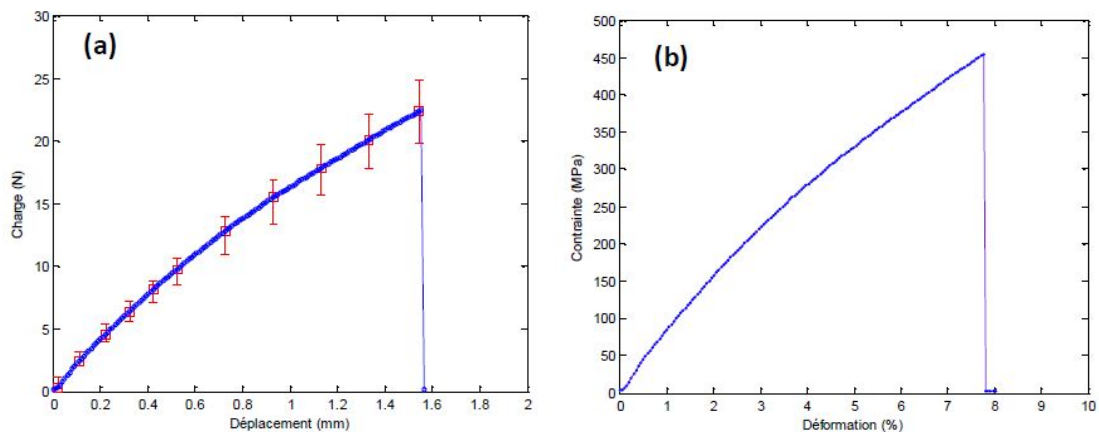 (a)
30
25
20
15
10
5
0
Charge (N)
0 0.2 0.4 0.6 0.8 1 1.2 1.4 1.6 1.8 2
Déplacement (mm)
(b)
500
450
400
350
300
250
200
150
100
50
0
Contrainte (MPa)
0 1 2 3 4 5 6 7 8 9 10
Déformation (%)